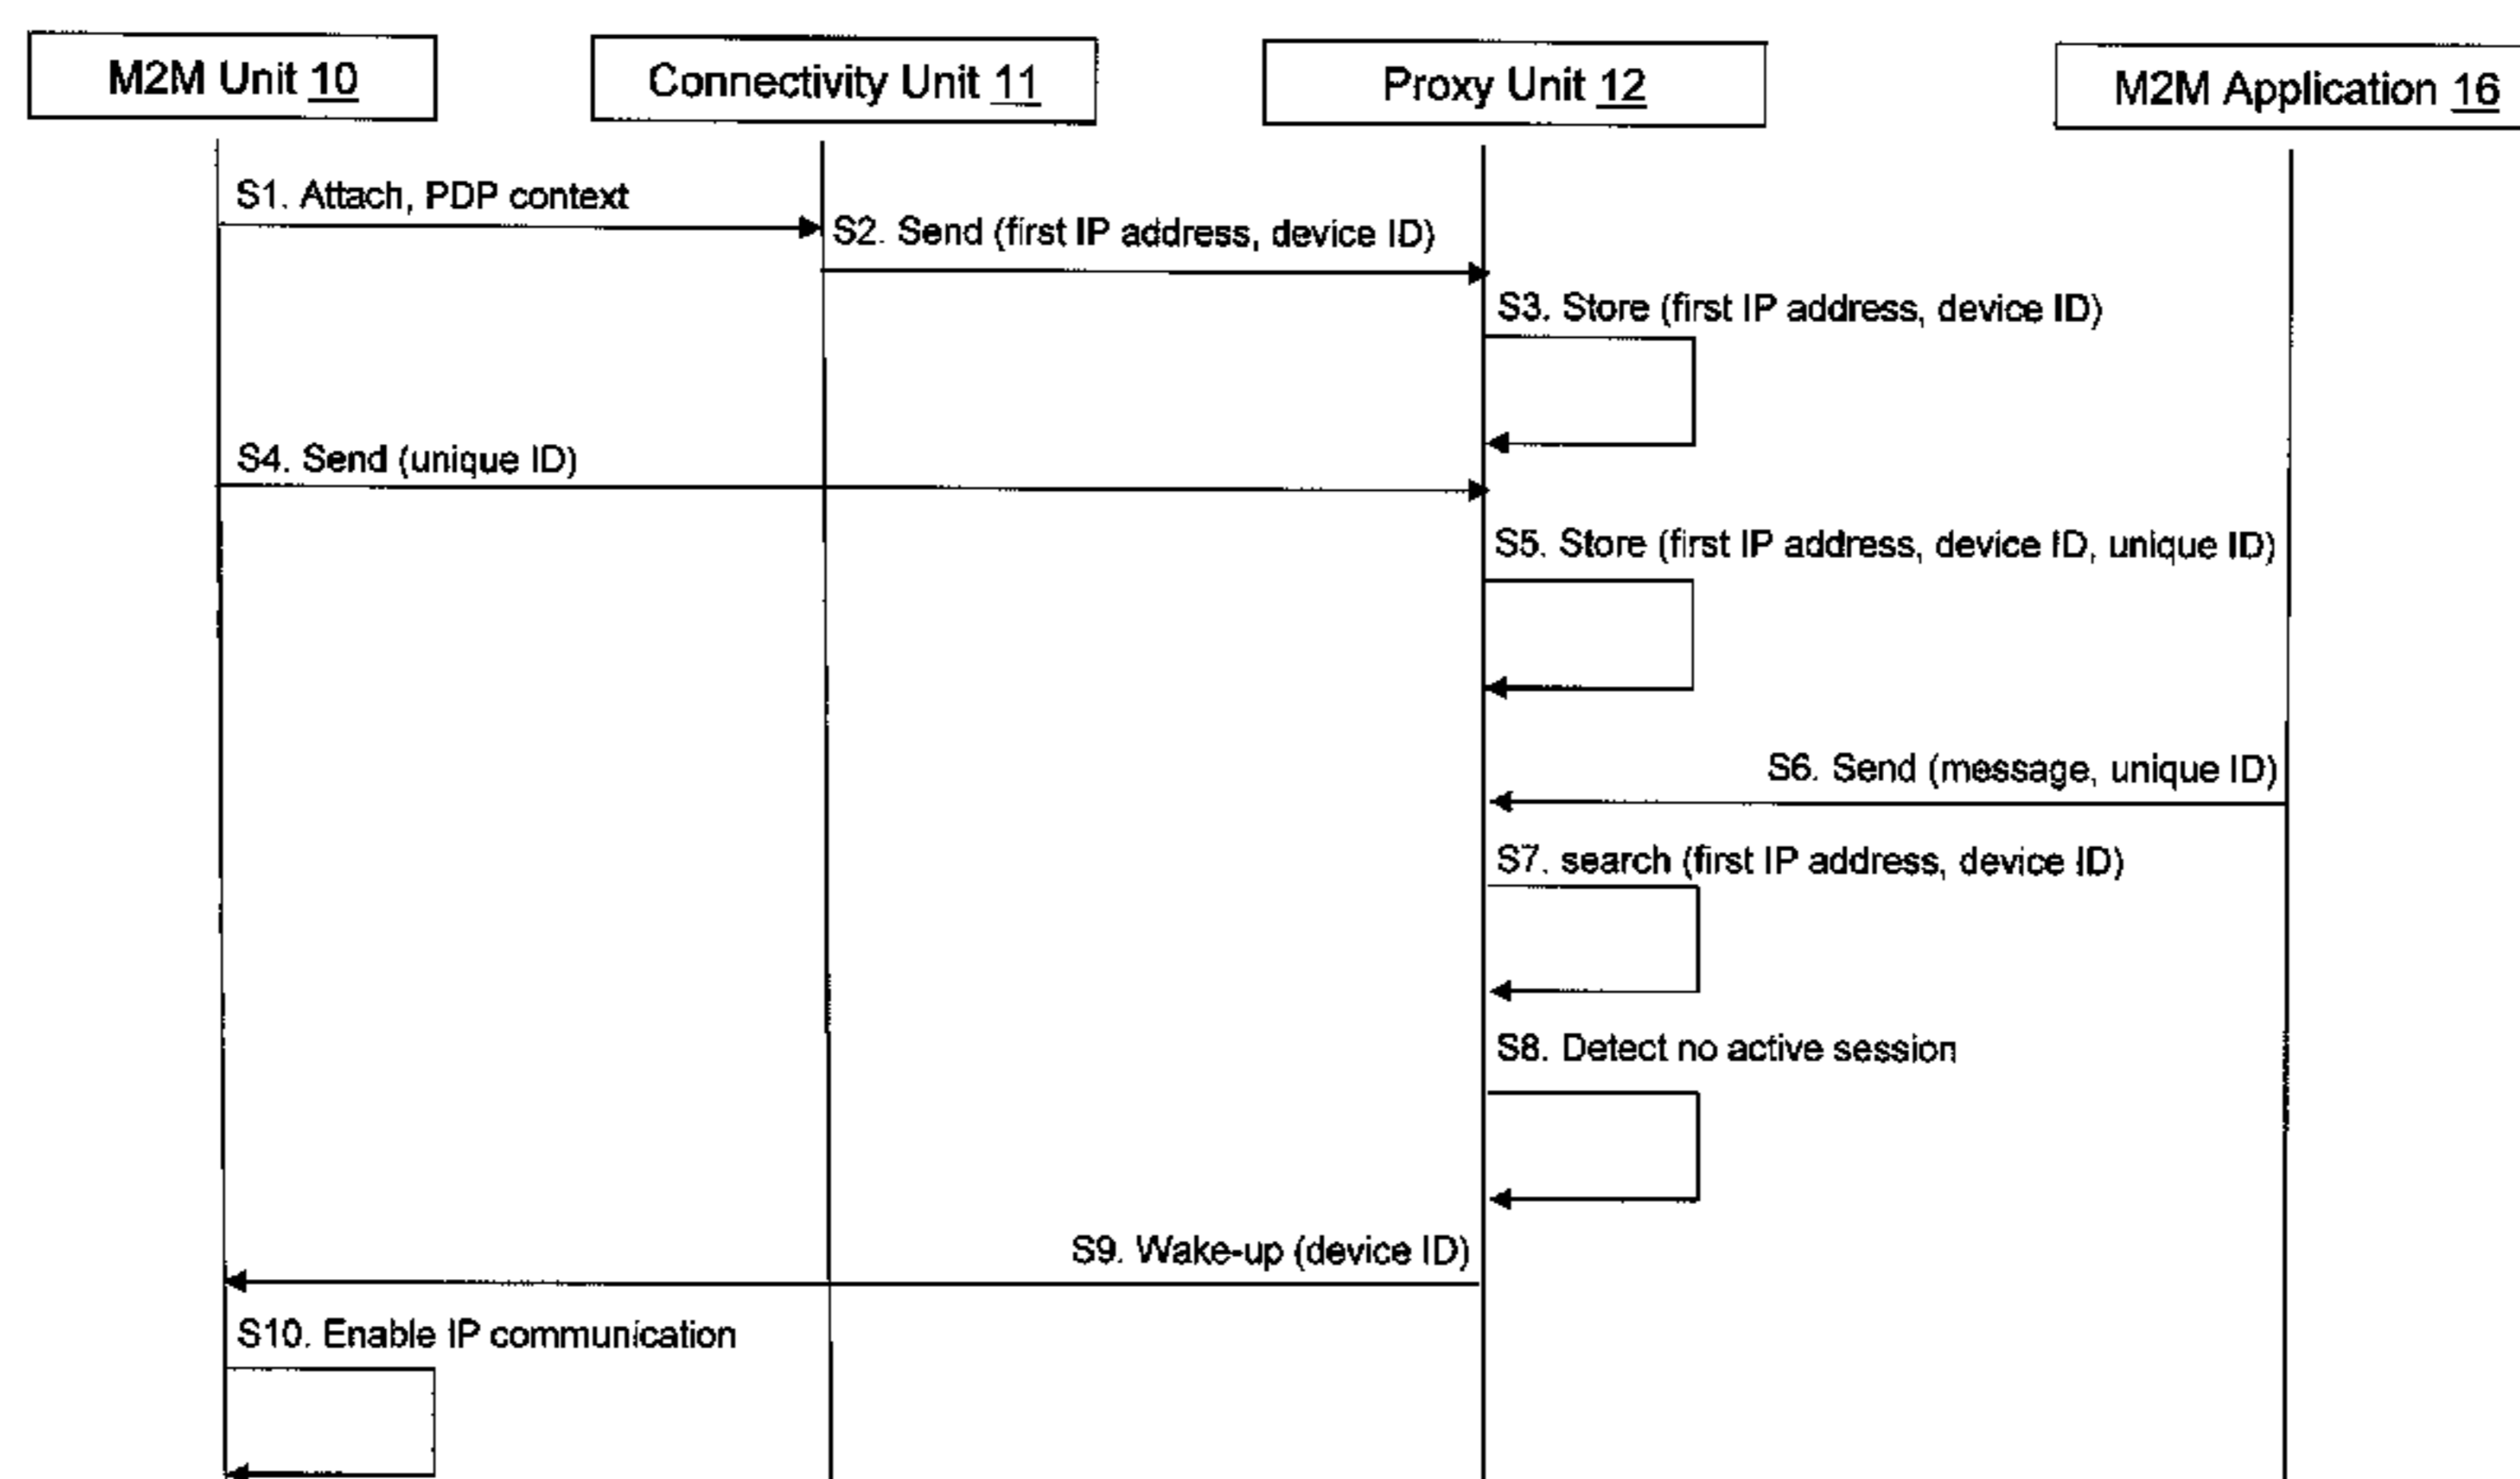 M2M Unit 10
Connectivity Unit 11
Proxy Unit 12
M2M Application 16
S1. Attach, PDP context
S2. Send (first IP address, device ID)
S3. Store (first IP address, device ID)
S4. Send (unique ID)
S5. Store (first IP address, device ID, unique ID)
S6. Send (message, unique ID)
S7. search (first IP address, device ID)
S8. Detect no active session
S9. Wake-up (device ID)
S10. Enable IP communication